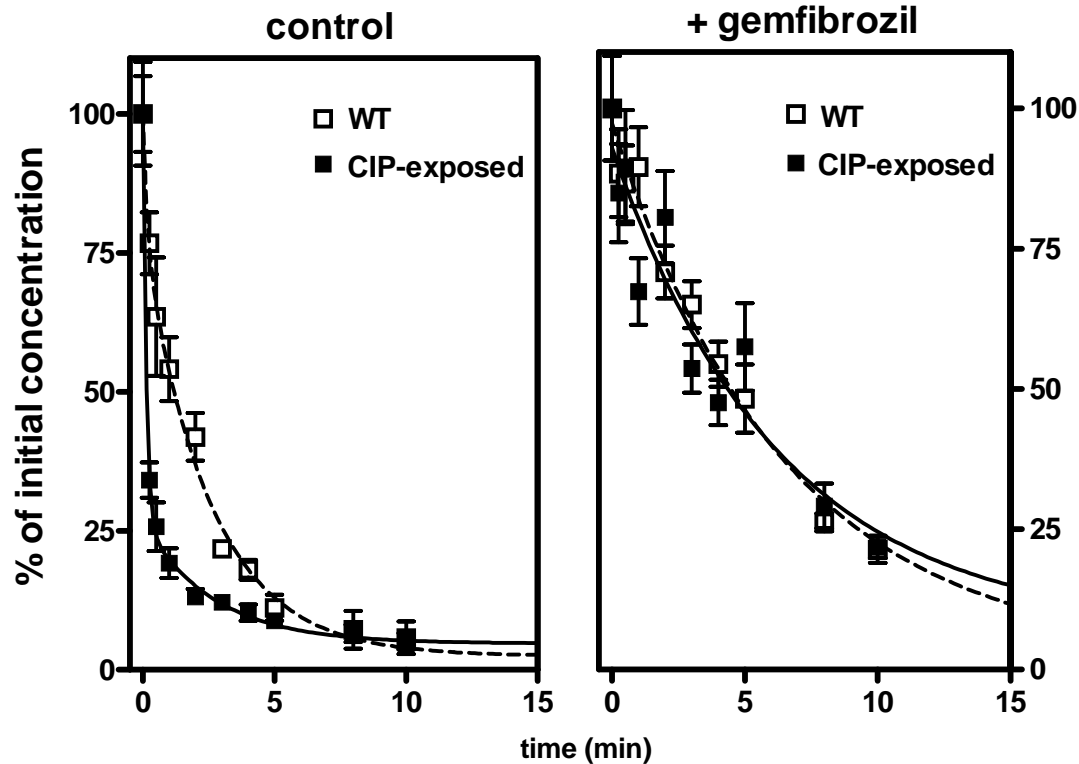 control
+ gemfibrozil
% of initial concentration
100
75
50
25
0
WT
CIP-exposed
0
5
10
15
WT
CIP-exposed
100
75
50
25
0
0
5
10
15
time (min)